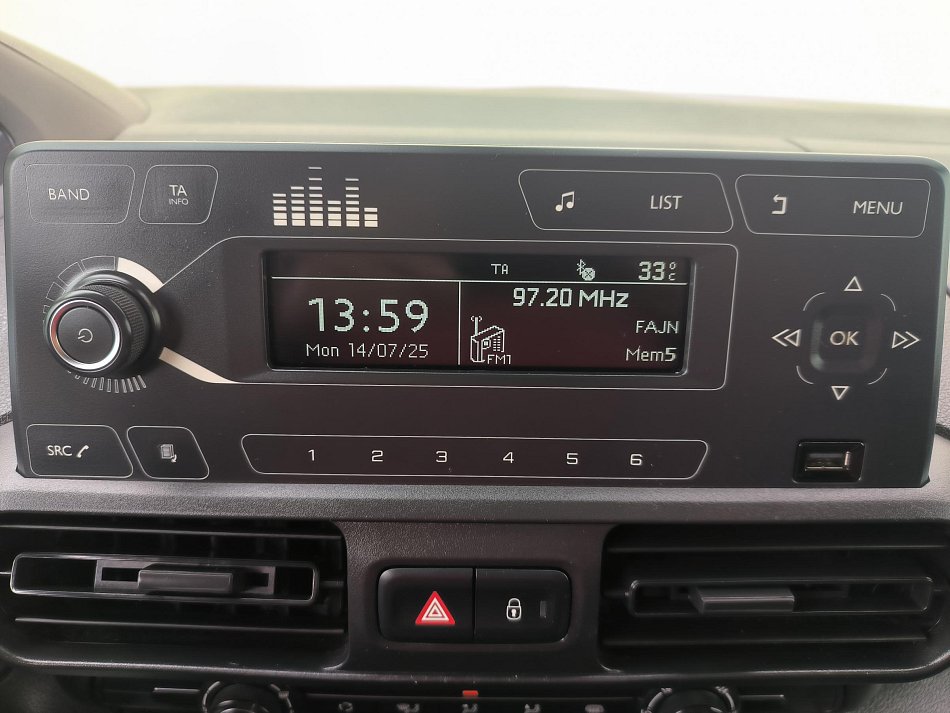 BAND
TA
INFO
LIST
MENU
TA 33°C
13:59
Mon 14/07/25
97.20 MHz
FAJN
FM1
Mem5
OK
SRC
1 2 3 4 5 6